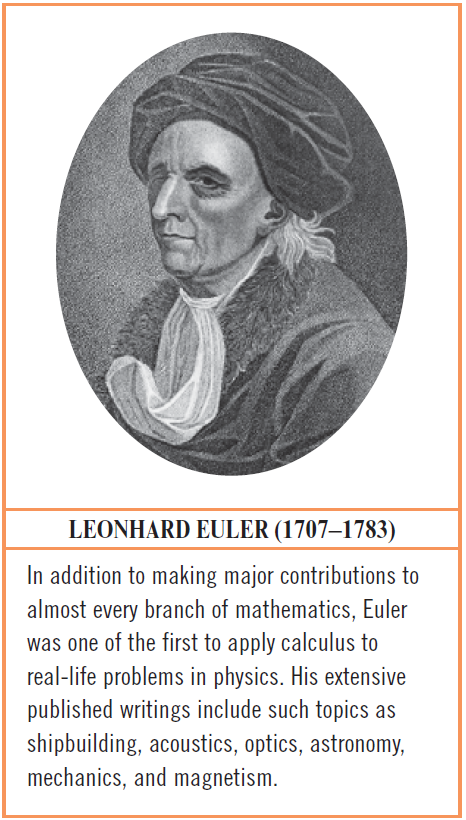 LEONHARD EULER (1707–1783)
In addition to making major contributions to
almost every branch of mathematics, Euler
was one of the first to apply calculus to
real-life problems in physics. His extensive
published writings include such topics as
shipbuilding, acoustics, optics, astronomy,
mechanics, and magnetism.